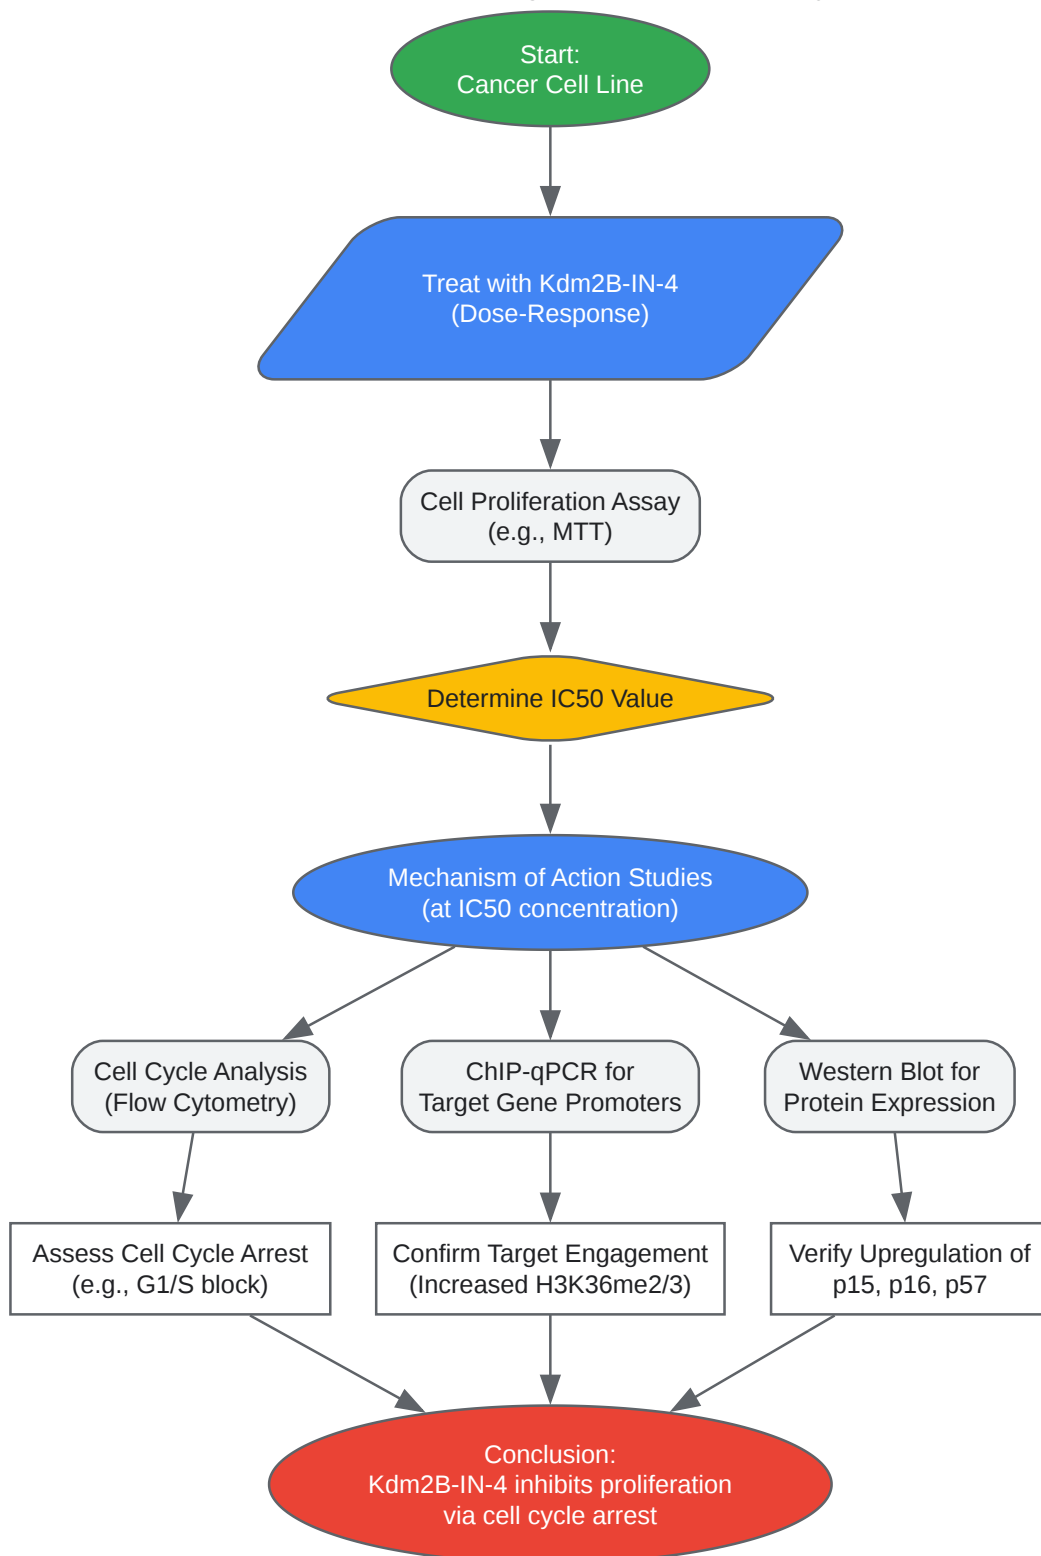 Start:
Cancer Cell Line
Treat with Kdm2B-IN-4
(Dose-Response)
Cell Proliferation Assay
(e.g., MTT)
Determine IC50 Value
Mechanism of Action Studies
(at IC50 concentration)
Cell Cycle Analysis
(Flow Cytometry)
ChIP-qPCR for
Target Gene Promoters
Western Blot for
Protein Expression
Assess Cell Cycle Arrest
(e.g., G1/S block)
Confirm Target Engagement
(Increased H3K36me2/3)
Verify Upregulation of
p15, p16, p57
Conclusion:
Kdm2B-IN-4 inhibits proliferation
via cell cycle arrest